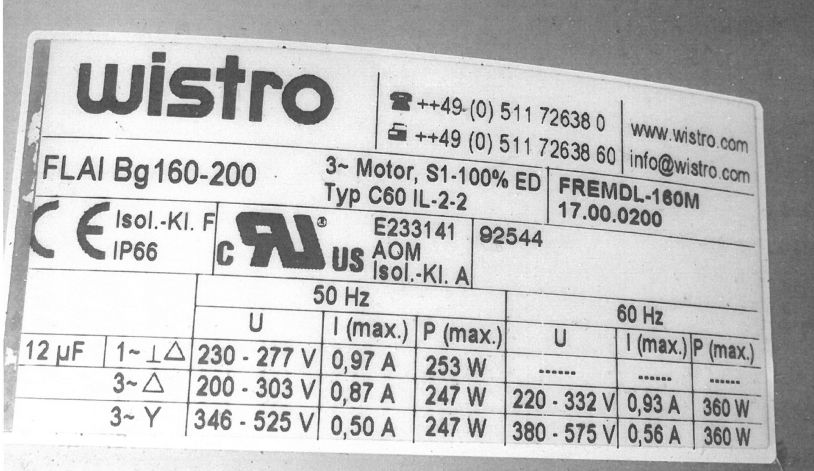 wistro
☎ ++49 (0) 511 72638 0
++49 (0) 511 72638 60
www.wistro.com
info@wistro.com
FLAI Bg160-200
3~ Motor, S1-100% ED
Typ C60 IL-2-2
FREMDL-160M
17.00.0200
CE Isol.-Kl. F
IP66
C RU ® US
E233141
AOM
Isol.-Kl. A
92544
50 Hz 60 Hz
U I (max.) P (max.) U I (max.) P (max.)
12 µF 1~ ⊥ △ 230 - 277 V 0,97 A 253 W ------ ------ ------
3~ △ 200 - 303 V 0,87 A 247 W 220 - 332 V 0,93 A 360 W
3~ Y 346 - 525 V 0,50 A 247 W 380 - 575 V 0,56 A 360 W